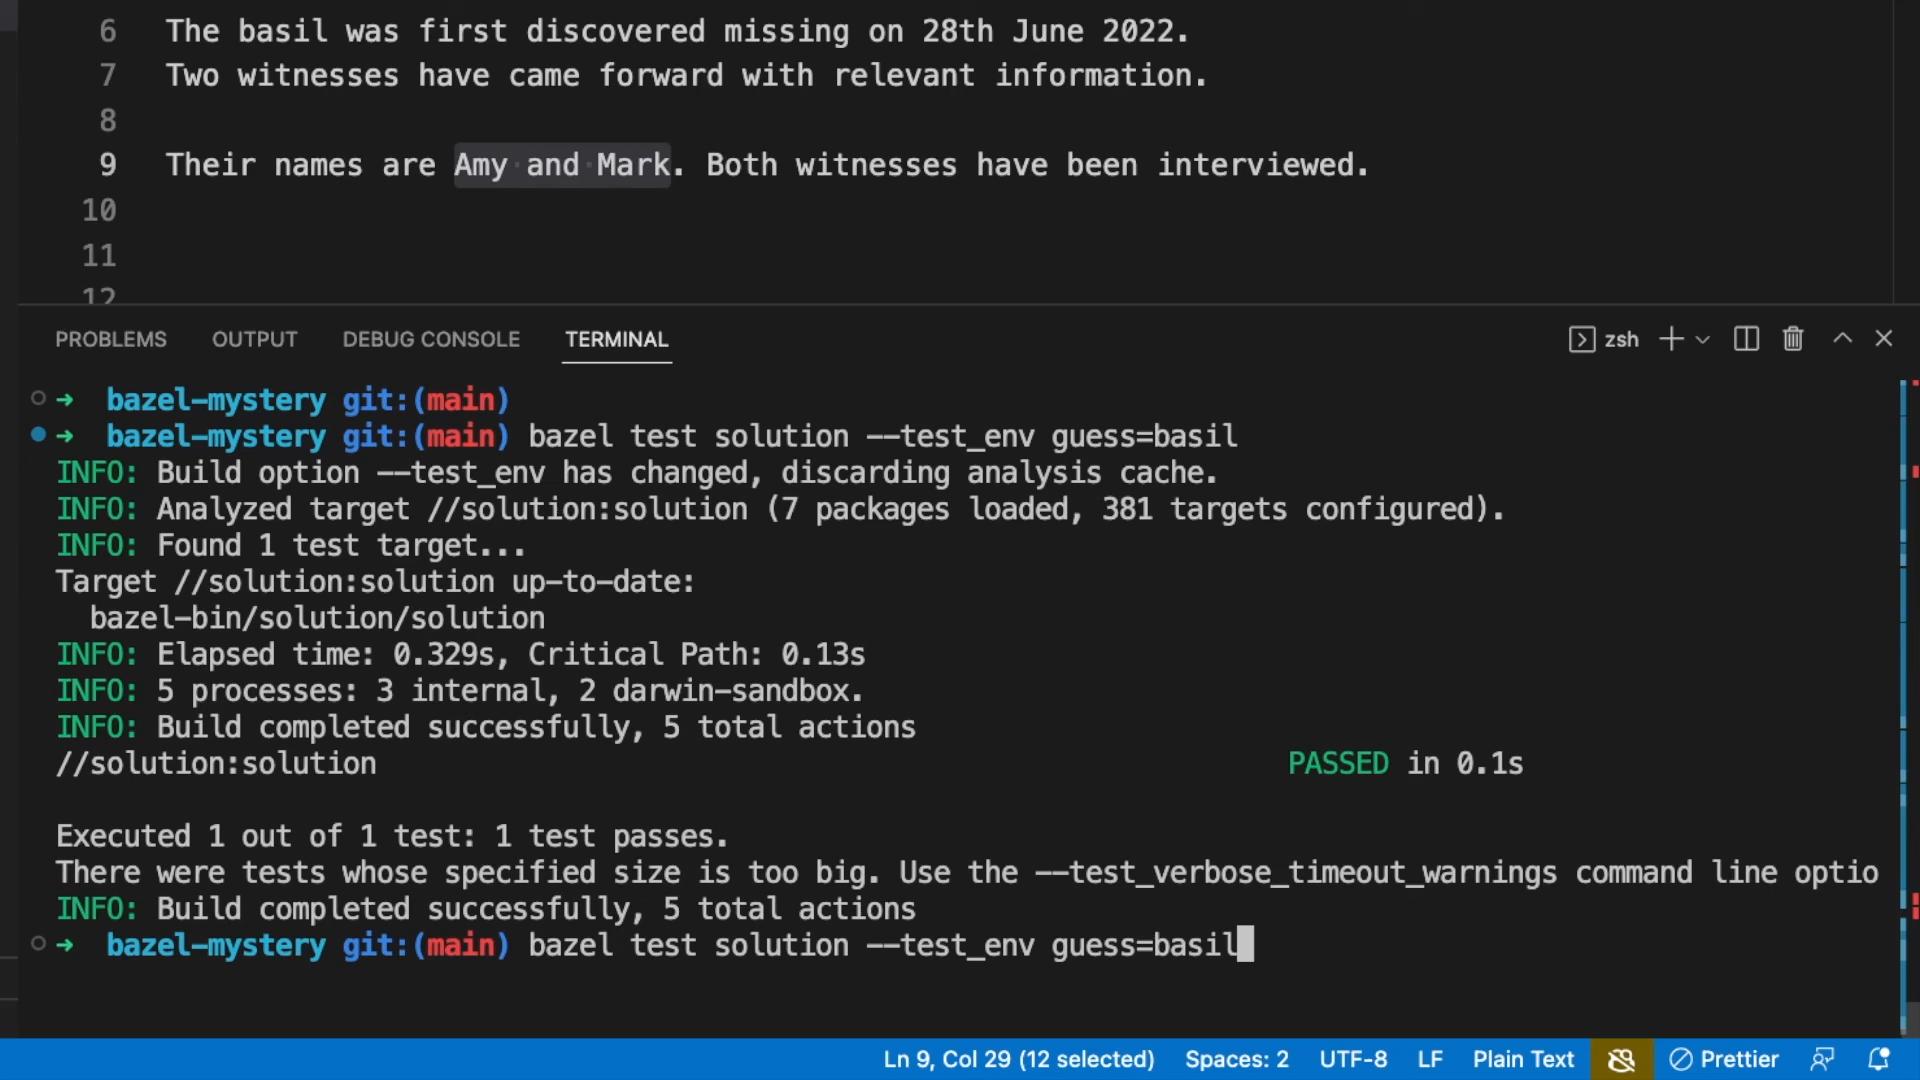 6 The basil was first discovered missing on 28th June 2022.
7 Two witnesses have came forward with relevant information.
8
9 Their names are Amy and Mark. Both witnesses have been interviewed.
10
11
12
PROBLEMS OUTPUT DEBUG CONSOLE TERMINAL zsh
→ bazel-mystery git:(main)
→ bazel-mystery git:(main) bazel test solution --test_env guess=basil
INFO: Build option --test_env has changed, discarding analysis cache.
INFO: Analyzed target //solution:solution (7 packages loaded, 381 targets configured).
INFO: Found 1 test target...
Target //solution:solution up-to-date:
bazel-bin/solution/solution
INFO: Elapsed time: 0.329s, Critical Path: 0.13s
INFO: 5 processes: 3 internal, 2 darwin-sandbox.
INFO: Build completed successfully, 5 total actions
//solution:solution PASSED in 0.1s
Executed 1 out of 1 test: 1 test passes.
There were tests whose specified size is too big. Use the --test_verbose_timeout_warnings command line optio
INFO: Build completed successfully, 5 total actions
→ bazel-mystery git:(main) bazel test solution --test_env guess=basil
Ln 9, Col 29 (12 selected) Spaces: 2 UTF-8 LF Plain Text Prettier